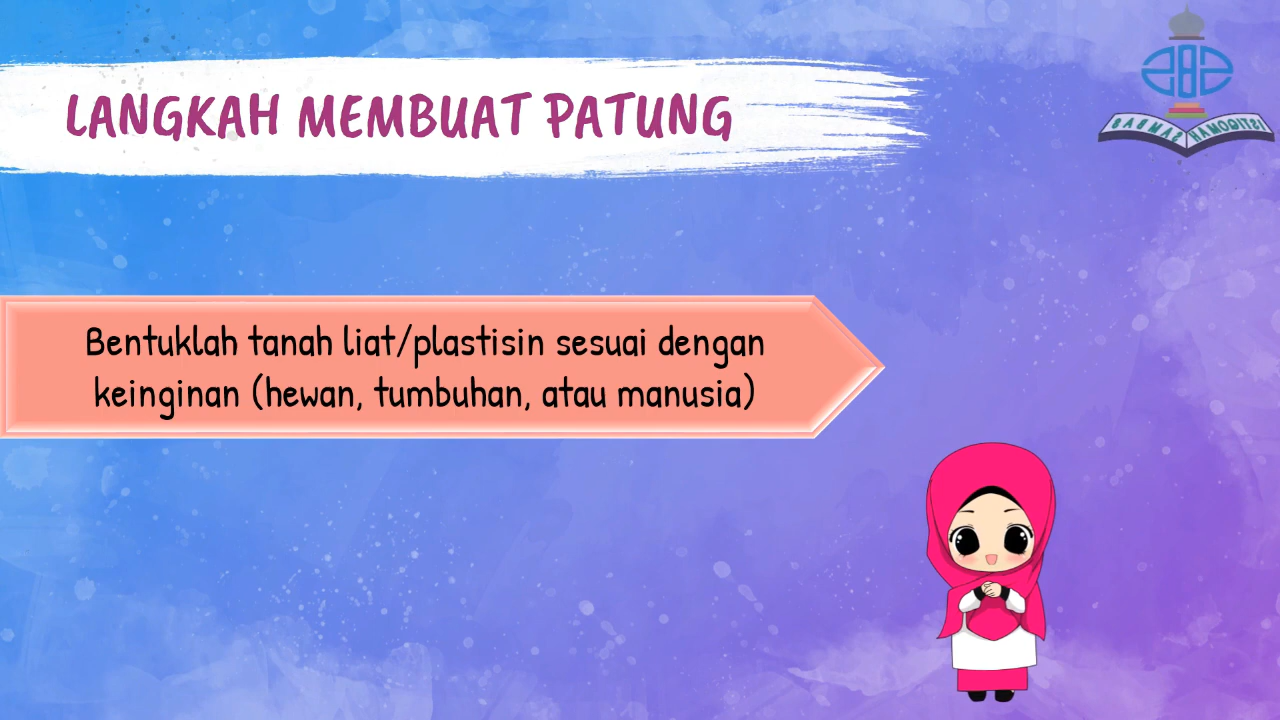 LANGKAH MEMBUAT PATUNG
Bentuklah tanah liat/plastisin sesuai dengan
keinginan (hewan, tumbuhan, atau manusia)